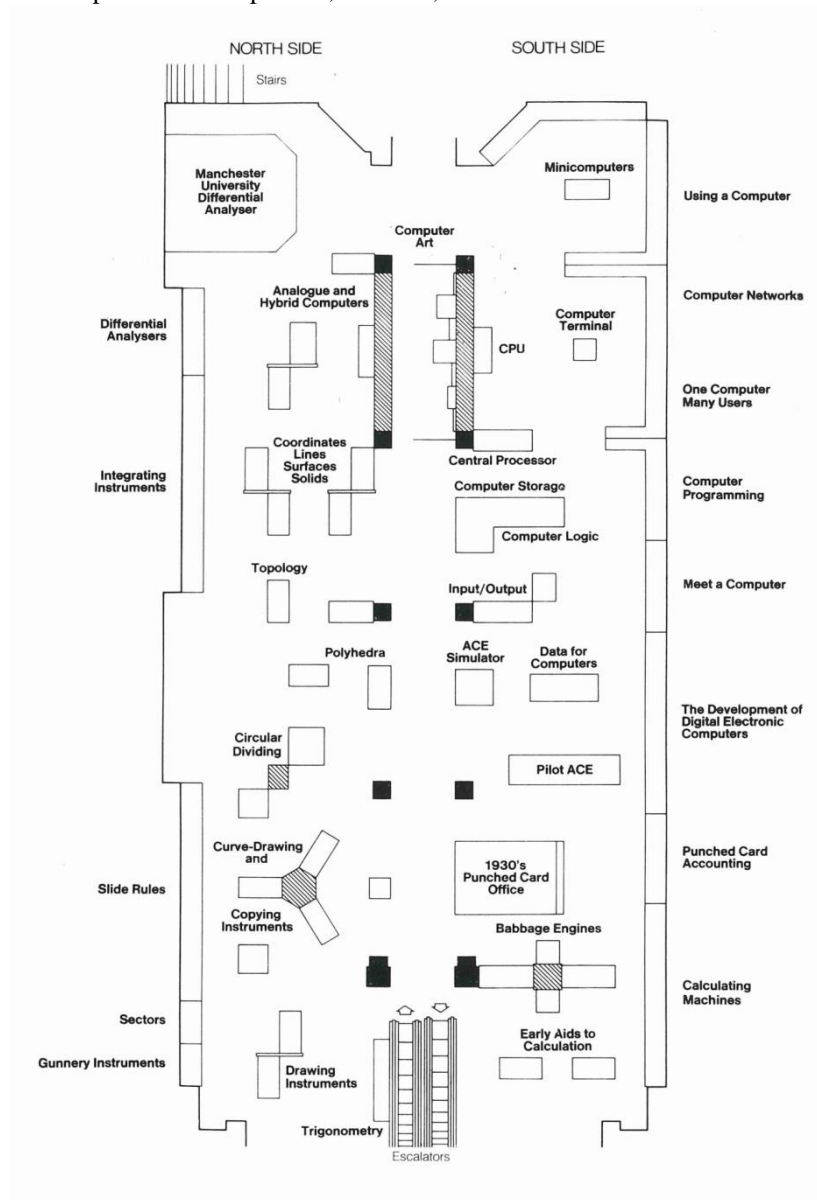 NORTH SIDE
SOUTH SIDE
Stairs
Manchester
University
Differential
Analyser
Minicomputers
Using a Computer
Computer
Art
Analogue and
Hybrid Computers
Computer Networks
Differential
Analysers
Computer
Terminal
CPU
One Computer
Many Users
Coordinates
Lines
Surfaces
Solids
Central Processor
Integrating
Instruments
Computer
Programming
Computer Storage
Computer Logic
Topology
Input/Output
Meet a Computer
Polyhedra
ACE
Simulator
Data for
Computers
The Development of
Digital Electronic
Computers
Circular
Dividing
Pilot ACE
Curve-Drawing
and
Slide Rules
Copying
Instruments
1930's
Punched Card
Office
Punched Card
Accounting
Babbage Engines
Calculating
Machines
Sectors
Gunnery Instruments
Drawing
Instruments
Early Aids to
Calculation
Trigonometry
Escalators